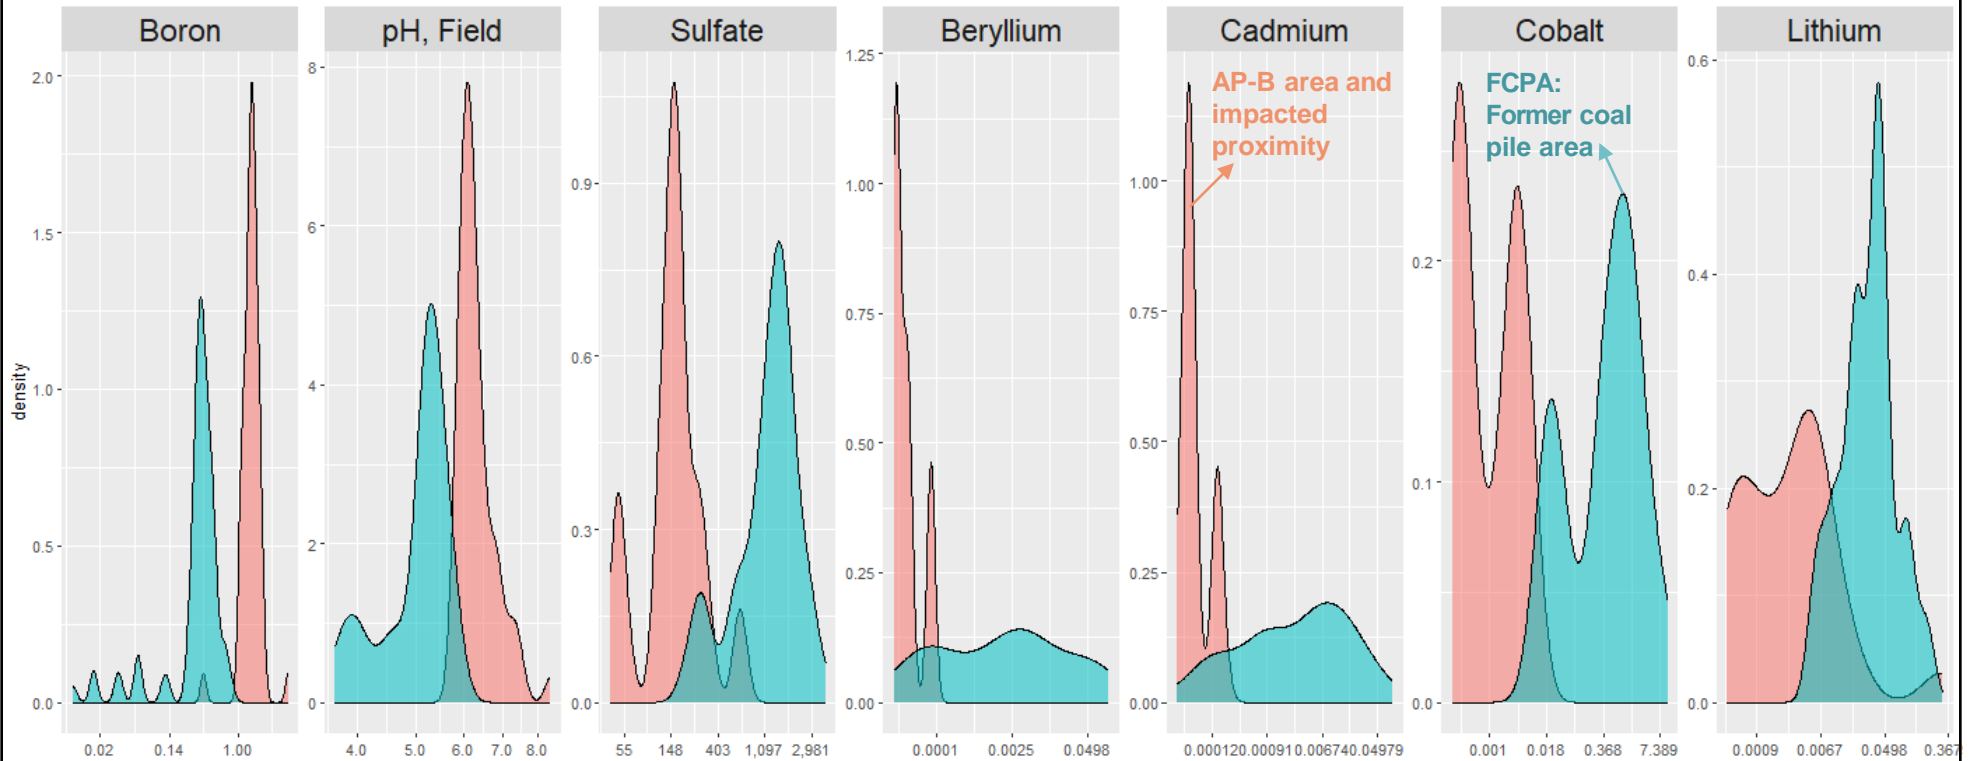 Boron
pH, Field
Sulfate
Beryllium
Cadmium
Cobalt
Lithium
density
2.0
1.5
1.0
0.5
0.0
0.02 0.14 1.00
8
6
4
2
0
4.0 5.0 6.0 7.0 8.0
0.9
0.6
0.3
0.0
55 148 403 1,097 2,981
1.25
1.00
0.75
0.50
0.25
0.00
0.0001 0.0025 0.0498
AP-B area and
impacted
proximity
1.00
0.75
0.50
0.25
0.00
0.00012 0.00091 0.00674 0.04979
FCPA:
Former coal
pile area
0.2
0.1
0.0
0.001 0.018 0.368 7.389
0.6
0.4
0.2
0.0
0.0009 0.0067 0.0498 0.367